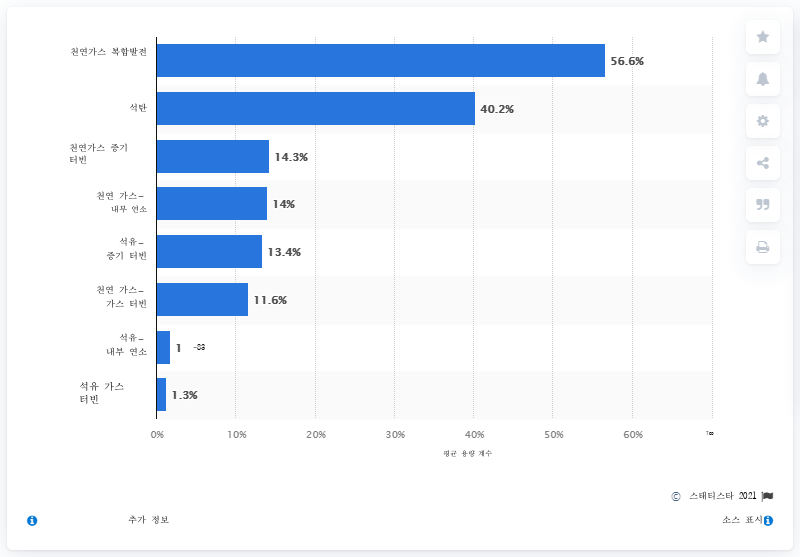 천연가스 복합발전
56.6%
석탄
40.2%
천연가스 증기
터빈
14.3%
천연 가스–
내부 연소
14%
석유–
증기 터빈
13.4%
천연 가스–
가스 터빈
11.6%
석유–
내부 연소
1
석유 가스
터빈
1.3%
0% 10% 20% 30% 40% 50% 60%
평균 용량 계수
© 스태티스타 2021
추가 정보
소스 표시